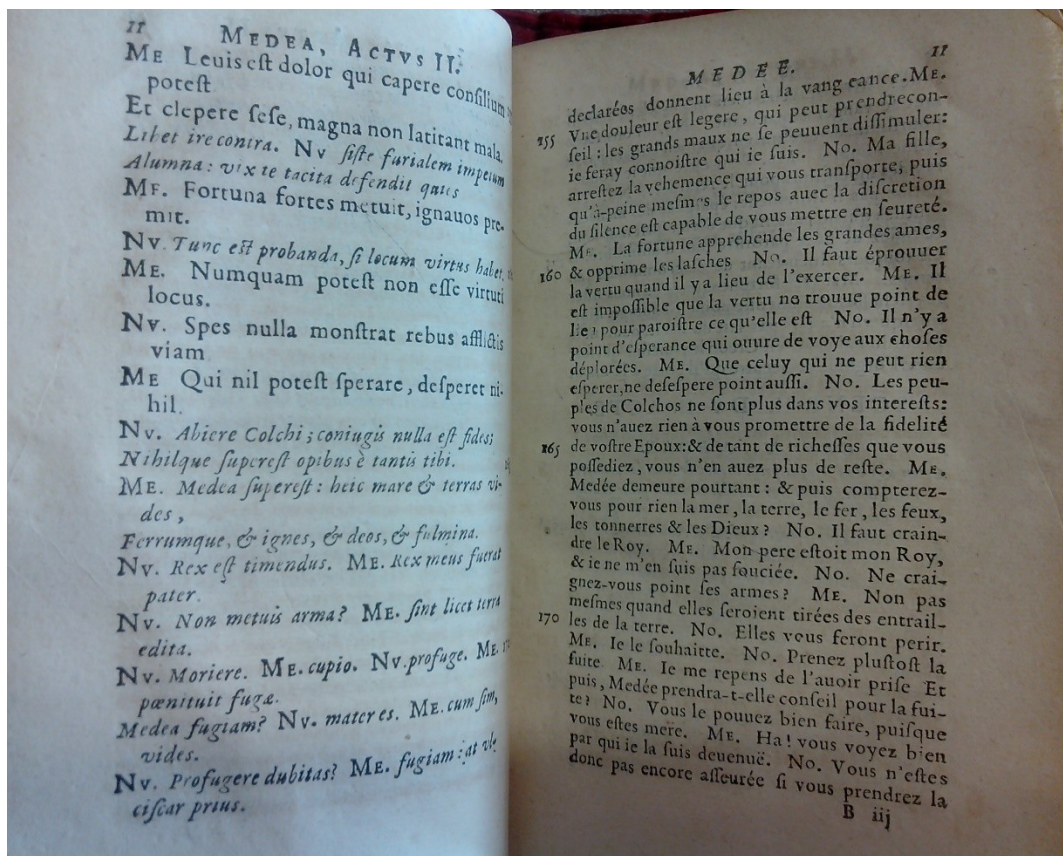 11
MEDEA, ACTVS II.
ME Leuis eſt dolor qui capere conſilium
poteſt
Et clepere ſeſe, magna non latitant mala.
Libet ire contra. NV ſiſte furialem impetum
Alumna: vix te tacita defendit quies
ME. Fortuna fortes metuit, ignauos pre-
mit.
NV. Tunc eſt probanda, ſi locum virtus habet,
ME. Numquam poteſt non eſſe virtuti
locus.
NV. Spes nulla monſtrat rebus afflictis
viam
ME Qui nil poteſt ſperare, deſperet ni-
hil.
NV. Abiere Colchi; coniugis nulla eſt fides;
Nihilque ſupereſt opibus è tantis tibi.
ME. Medea ſupereſt: heic mare & terras vi-
des,
Ferrumque, & ignes, & deos, & fulmina.
NV. Rex eſt timendus. ME. Rex meus fuerat
pater.
NV. Non metuis arma? ME. ſint licet terra
edita.
NV. Moriere. ME. cupio. NV. profuge. ME.
pœnituit fugæ.
Medea fugiam? NV. mater es. ME. cum ſim,
vides.
NV. Profugere dubitas? ME. fugiam: at vl-
ciſcar prius.
MEDEE.
11
declarées donnent lieu à la vangeance. ME.
255 Vne douleur eſt legere, qui peut prendre con-
ſeil: les grands maux ne ſe peuuent diſſimuler:
ie feray connoiſtre qui ie ſuis. NO. Ma fille,
arreſtez la vehemence qui vous tranſporte, puis
qu'à-peine meſmes le repos auec la diſcretion
du ſilence eſt capable de vous mettre en ſeureté.
ME. La fortune apprehende les grandes ames,
160 & opprime les laſches NO. Il faut éprouuer
la vertu quand il y a lieu de l'exercer. ME. Il
eſt impoſſible que la vertu ne trouue point de
lieu pour paroiſtre ce qu'elle eſt NO. Il n'y a
point d'eſperance qui ouure de voye aux choſes
déplorées. ME. Que celuy qui ne peut rien
eſperer, ne deſeſpere point auſſi. NO. Les peu-
ples de Colchos ne ſont plus dans vos intereſts:
vous n'auez rien à vous promettre de la fidelité
165 de voſtre Epoux: & de tant de richeſſes que vous
poſſediez, vous n'en auez plus de reſte. ME.
Medée demeure pourtant: & puis compterez-
vous pour rien la mer, la terre, le fer, les feux,
les tonnerres & les Dieux? NO. Il faut crain-
dre le Roy. ME. Mon pere eſtoit mon Roy,
& ie ne m'en ſuis pas ſouciée. NO. Ne crai-
gnez-vous point ſes armes? ME. Non pas
meſmes quand elles ſeroient tirées des entrail-
170 les de la terre. NO. Elles vous feront perir.
ME. Ie le ſouhaitte. NO. Prenez pluſtoſt la
fuite ME. Ie me repens de l'auoir priſe Et
puis, Medée prendra-t-elle conſeil pour la fui-
te? NO. Vous le pouuez bien faire, puiſque
vous eſtes mere. ME. Ha! vous voyez bien
par qui ie la ſuis deuenuë. NO. Vous n'eſtes
donc pas encore aſſeurée ſi vous prendrez la
B iij